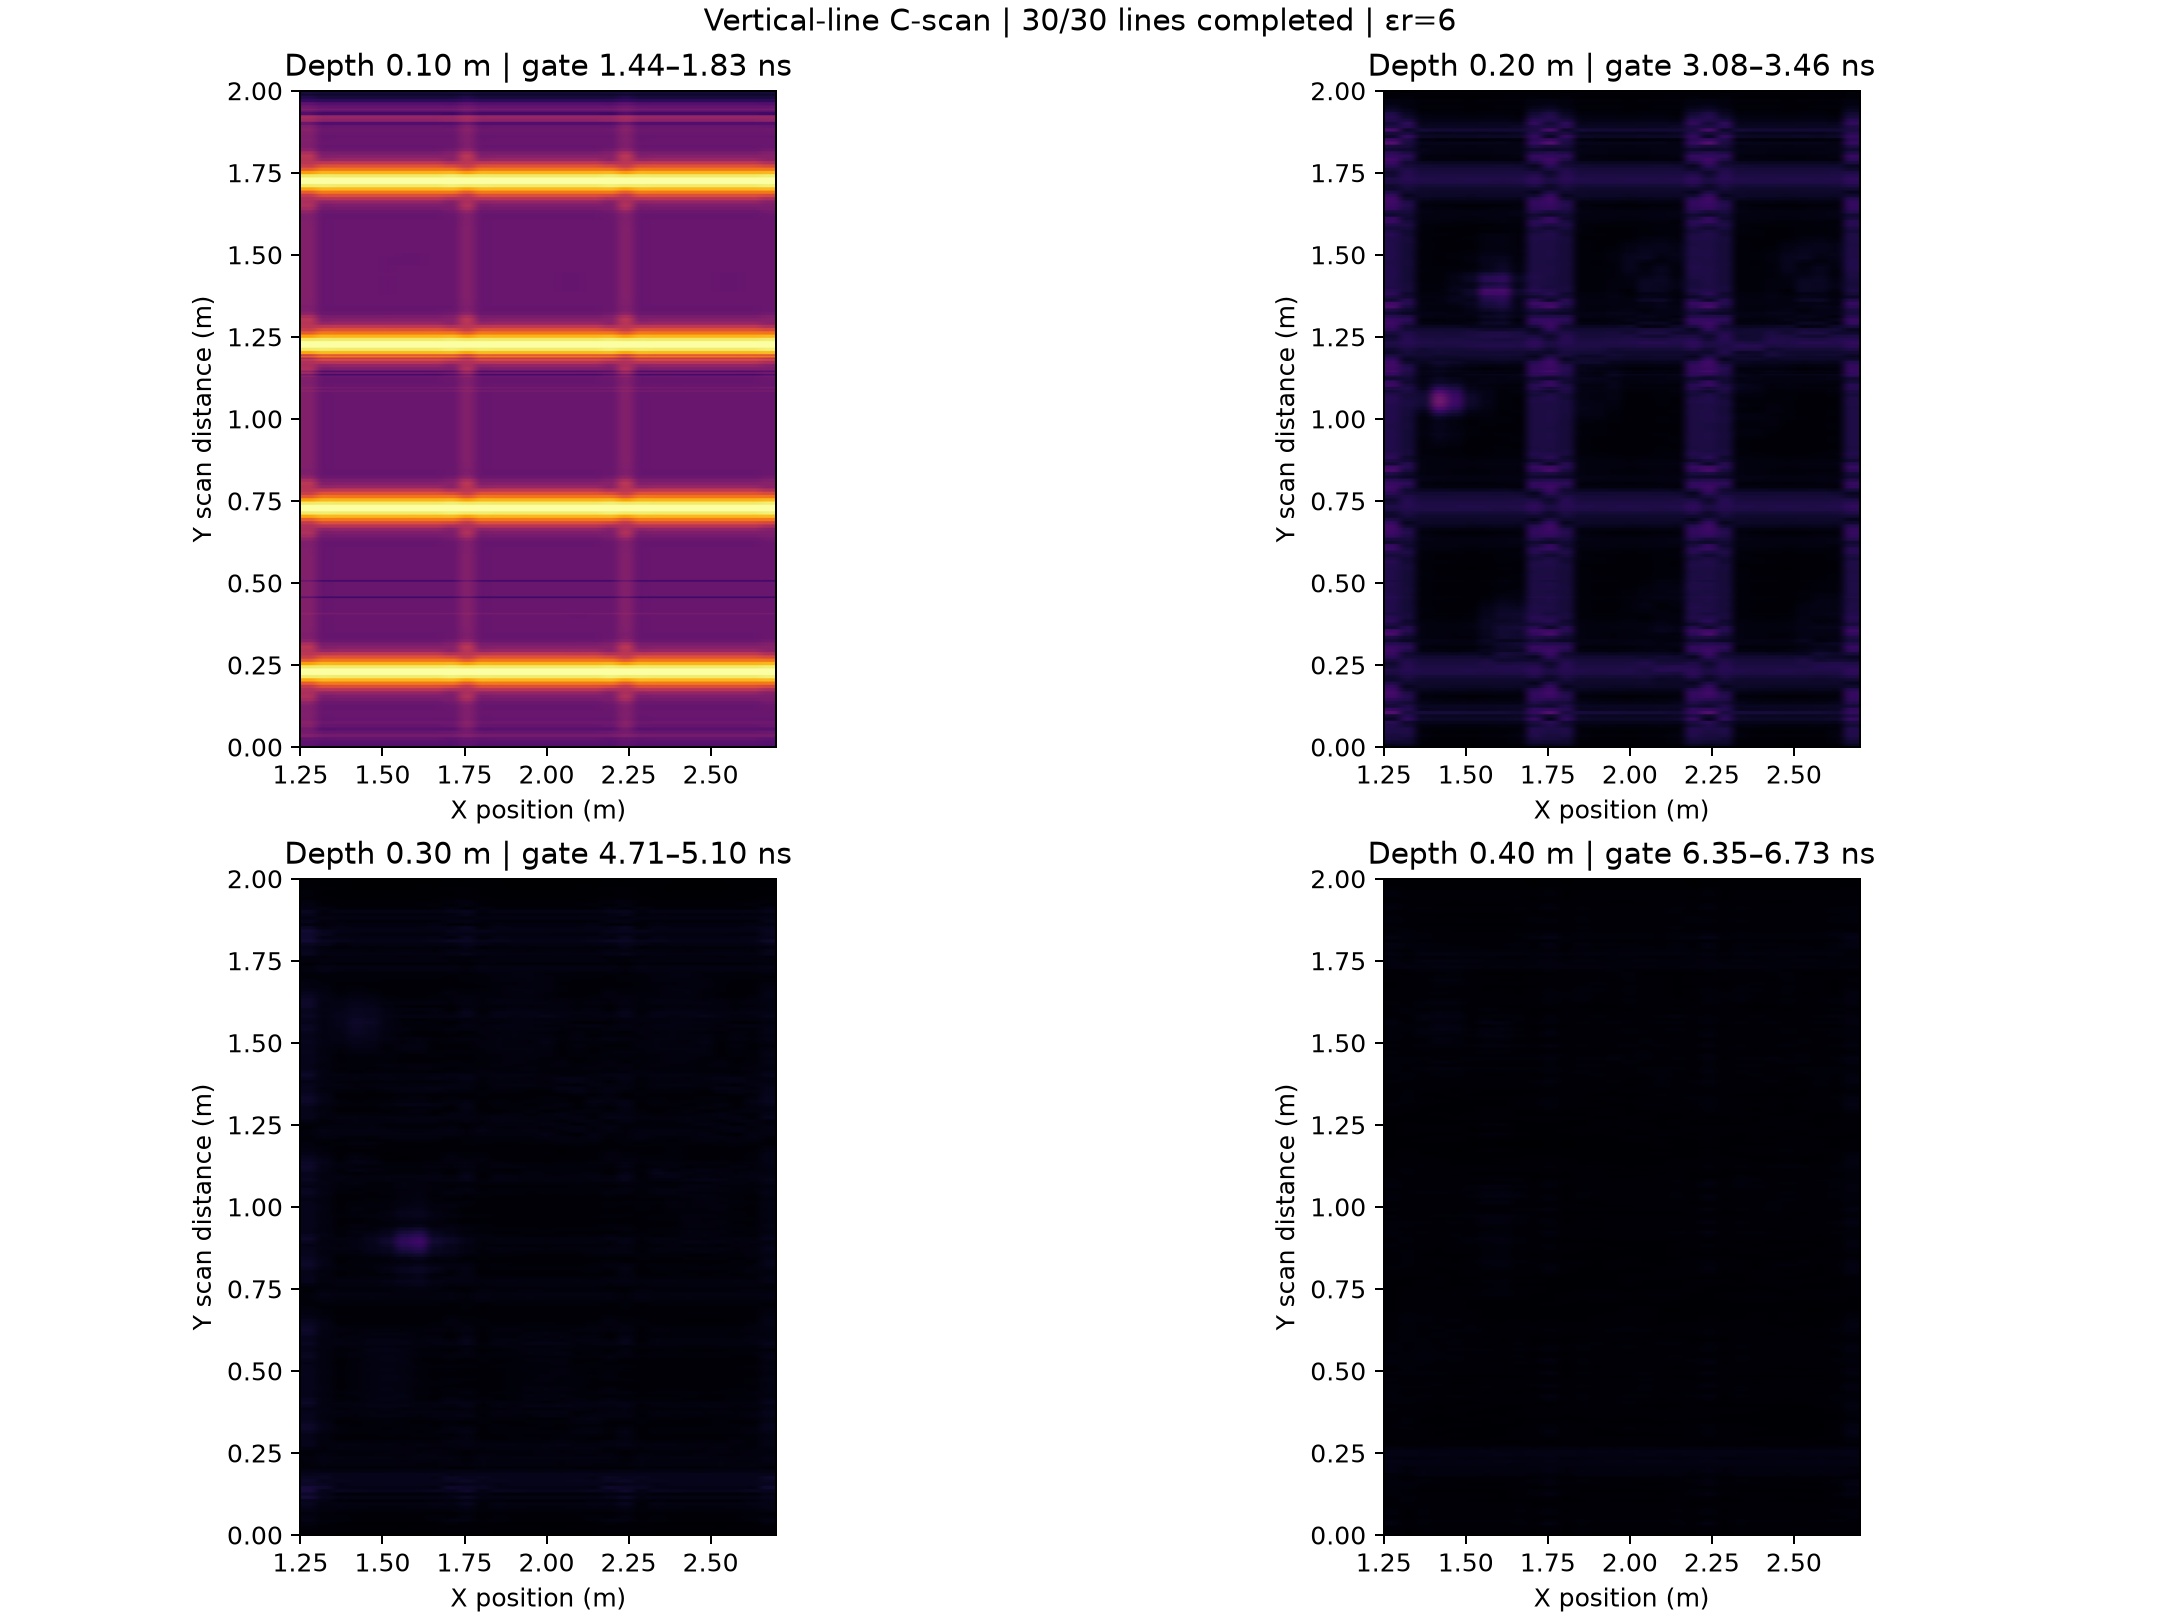 Vertical-line C-scan | 30/30 lines completed | εr=6
Depth 0.10 m | gate 1.44–1.83 ns
2.00
1.75
1.50
1.25
1.00
0.75
0.50
0.25
0.00
Y scan distance (m)
1.25 1.50 1.75 2.00 2.25 2.50
X position (m)
Depth 0.20 m | gate 3.08–3.46 ns
2.00
1.75
1.50
1.25
1.00
0.75
0.50
0.25
0.00
Y scan distance (m)
1.25 1.50 1.75 2.00 2.25 2.50
X position (m)
Depth 0.30 m | gate 4.71–5.10 ns
2.00
1.75
1.50
1.25
1.00
0.75
0.50
0.25
0.00
Y scan distance (m)
1.25 1.50 1.75 2.00 2.25 2.50
X position (m)
Depth 0.40 m | gate 6.35–6.73 ns
2.00
1.75
1.50
1.25
1.00
0.75
0.50
0.25
0.00
Y scan distance (m)
1.25 1.50 1.75 2.00 2.25 2.50
X position (m)